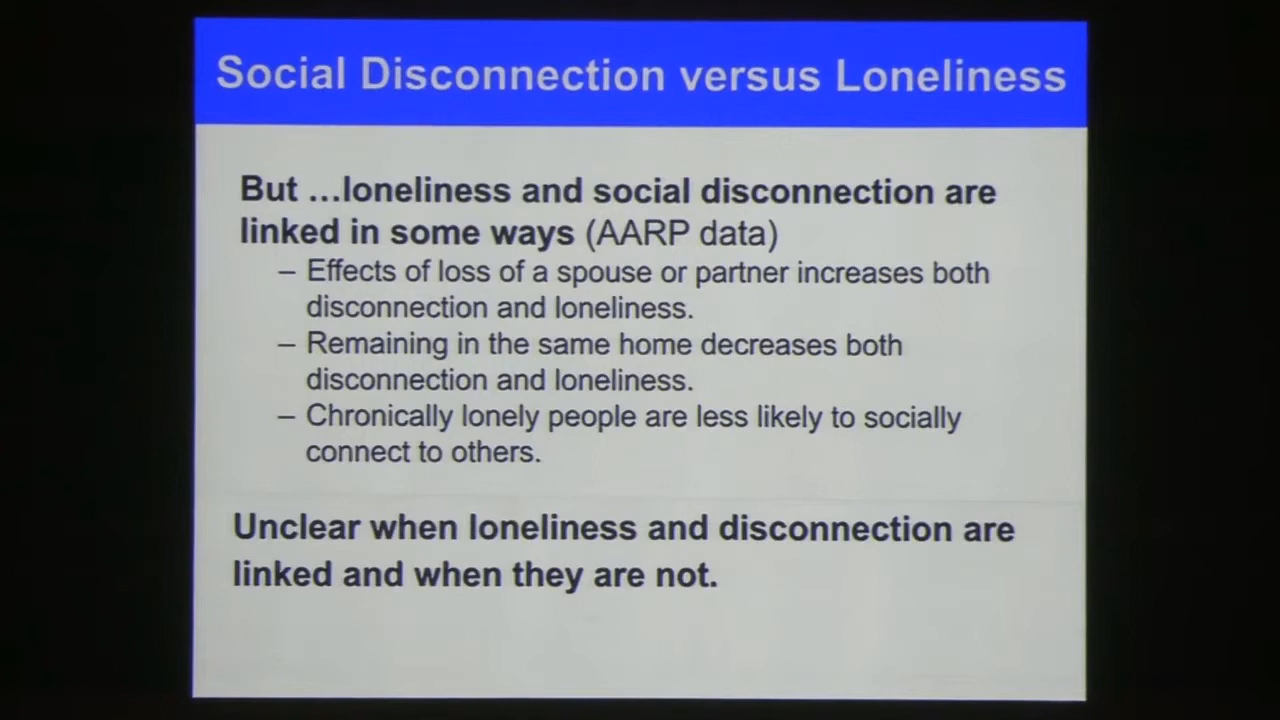 Social Disconnection versus Loneliness
But …loneliness and social disconnection are
linked in some ways (AARP data)
– Effects of loss of a spouse or partner increases both
disconnection and loneliness.
– Remaining in the same home decreases both
disconnection and loneliness.
– Chronically lonely people are less likely to socially
connect to others.
Unclear when loneliness and disconnection are
linked and when they are not.